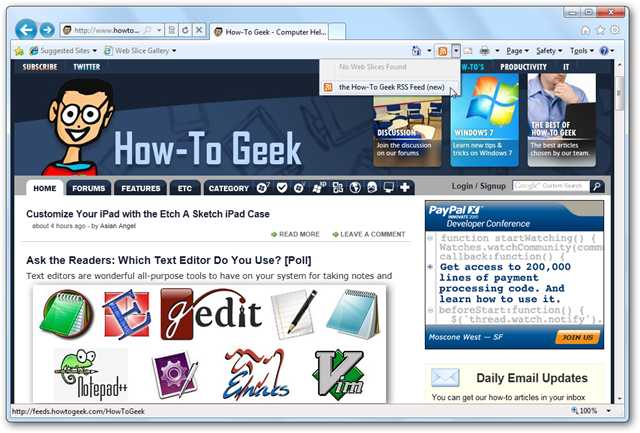 http://www.howto...
How-To Geek - Computer Hel...
Suggested Sites
Web Slice Gallery
Page
Safety
Tools
No Web Slices Found
the How-To Geek RSS Feed (new)
SUBSCRIBE
TWITTER
HOW-TO'S
PRODUCTIVITY
IT
How-To Geek
DISCUSSION
Join the discussion
on our forums
WINDOWS 7
Learn new tips &
tricks on Windows 7
THE BEST OF
HOW-TO GEEK
The best articles
chosen by our team.
HOME
FORUMS
FEATURES
ETC
CATEGORY
Login / Signup
Google Custom Search
Customize Your iPad with the Etch A Sketch iPad Case
about 4 hours ago - by Asian Angel
READ MORE
LEAVE A COMMENT
Ask the Readers: Which Text Editor Do You Use? [Poll]
Text editors are wonderful all-purpose tools to have on your system for taking notes and
E
gedit
Notepad++
Emacs
Vim
PayPal X
INNOVATE 2010
Developer Conference
function startWatching() {
Watches.watchCommunity(comm
callback:function() {
Get access to 200,000
lines of payment
processing code. And
learn how to use it.
beforeStart:function() {
$('thread.watch.notify').
Moscone West — SF
JOIN US
Daily Email Updates
You can get our how-to articles in your inbox
http://feeds.howtogeek.com/HowToGeek
100%